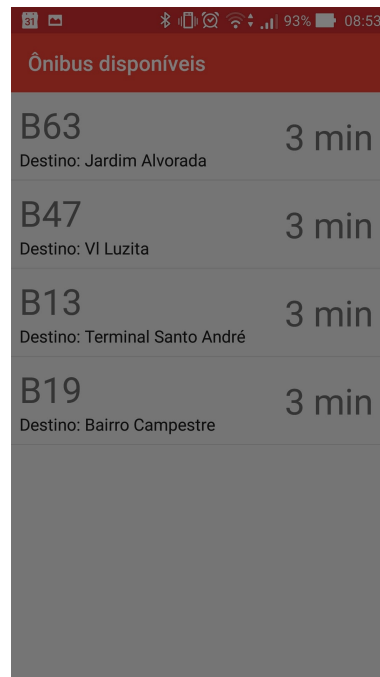 31 93% 08:53
Ônibus disponíveis
B63
3 min
Destino: Jardim Alvorada
B47
3 min
Destino: Vl Luzita
B13
3 min
Destino: Terminal Santo André
B19
3 min
Destino: Bairro Campestre